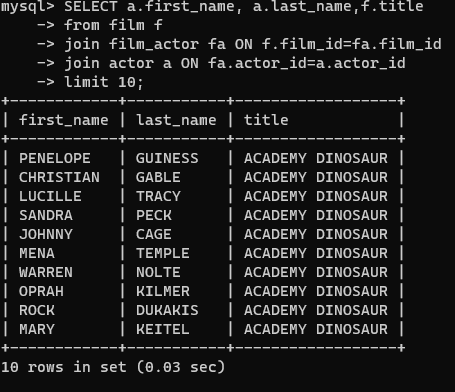 mysql> SELECT a.first_name, a.last_name,f.title
    -> from film f
    -> join film_actor fa ON f.film_id=fa.film_id
    -> join actor a ON fa.actor_id=a.actor_id
    -> limit 10;
+------------+-----------+------------------+
| first_name | last_name | title            |
+------------+-----------+------------------+
| PENELOPE   | GUINESS   | ACADEMY DINOSAUR |
| CHRISTIAN  | GABLE     | ACADEMY DINOSAUR |
| LUCILLE    | TRACY     | ACADEMY DINOSAUR |
| SANDRA     | PECK      | ACADEMY DINOSAUR |
| JOHNNY     | CAGE      | ACADEMY DINOSAUR |
| MENA       | TEMPLE    | ACADEMY DINOSAUR |
| WARREN     | NOLTE     | ACADEMY DINOSAUR |
| OPRAH      | KILMER    | ACADEMY DINOSAUR |
| ROCK       | DUKAKIS   | ACADEMY DINOSAUR |
| MARY       | KEITEL    | ACADEMY DINOSAUR |
+------------+-----------+------------------+
10 rows in set (0.03 sec)